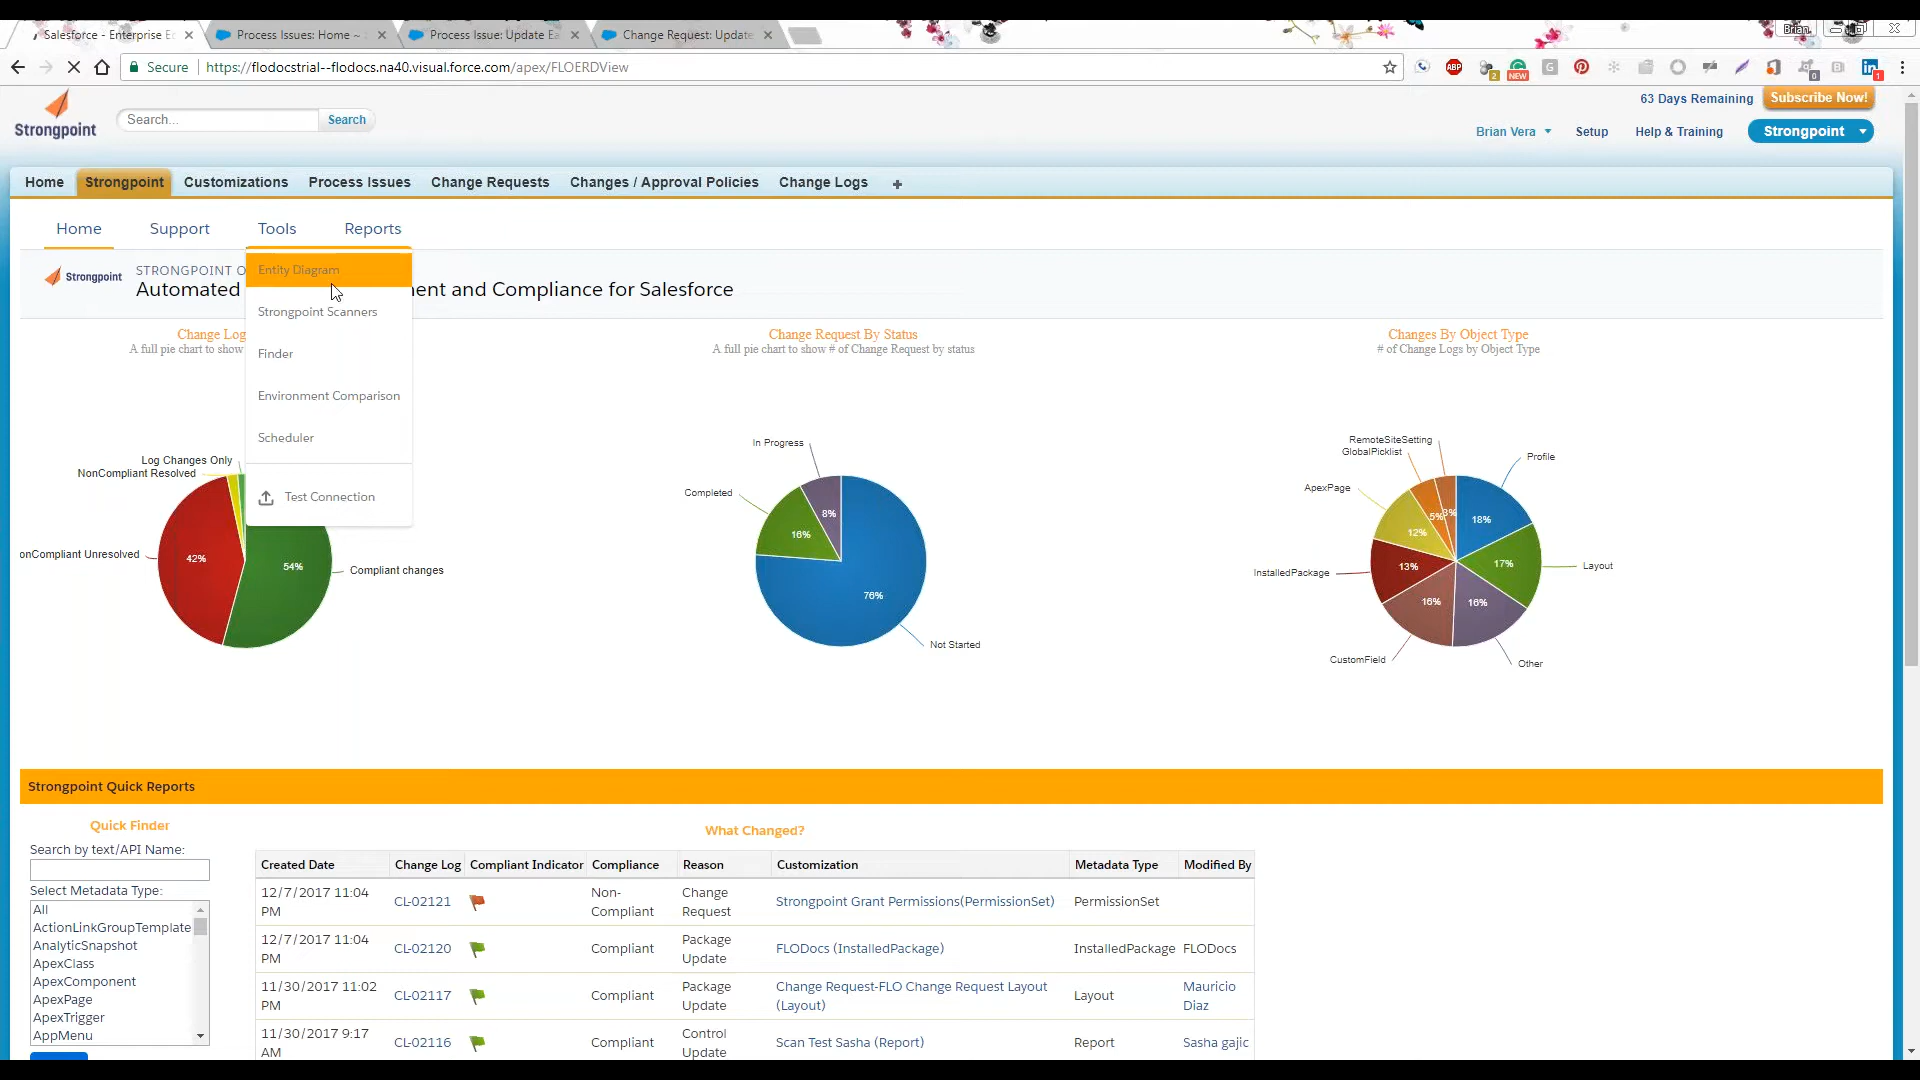 Salesforce - Enterprise E
Process Issues: Home ~
Process Issue: Update Ea
Change Request: Update
Brian
Secure
https://flodocstrial--flodocs.na40.visual.force.com/apex/FLOERDView
ABP
2
NEW
G
0
B
in
1
Strongpoint
Search...
Search
63 Days Remaining
Subscribe Now!
Brian Vera
Setup
Help & Training
Strongpoint
Home
Strongpoint
Customizations
Process Issues
Change Requests
Changes / Approval Policies
Change Logs
+
Home
Support
Tools
Reports
Strongpoint
STRONGPOINT O
Automated
ent and Compliance for Salesforce
Entity Diagram
Strongpoint Scanners
Finder
Environment Comparison
Scheduler
Test Connection
Change Log
A full pie chart to show
Log Changes Only
NonCompliant Resolved
onCompliant Unresolved
42%
54%
Compliant changes
Change Request By Status
A full pie chart to show # of Change Request by status
In Progress
Completed
8%
16%
76%
Not Started
Changes By Object Type
# of Change Logs by Object Type
RemoteSiteSetting
GlobalPicklist
Profile
ApexPage
5%
3%
18%
12%
17%
Layout
InstalledPackage
13%
16%
16%
CustomField
Other
Strongpoint Quick Reports
Quick Finder
Search by text/API Name:
Select Metadata Type:
All
ActionLinkGroupTemplate
AnalyticSnapshot
ApexClass
ApexComponent
ApexPage
ApexTrigger
AppMenu
What Changed?
Created Date Change Log Compliant Indicator Compliance Reason Customization Metadata Type Modified By
12/7/2017 11:04 PM CL-02121 Non-Compliant Change Request Strongpoint Grant Permissions(PermissionSet) PermissionSet
12/7/2017 11:04 PM CL-02120 Compliant Package Update FLODocs (InstalledPackage) InstalledPackage FLODocs
11/30/2017 11:02 PM CL-02117 Compliant Package Update Change Request-FLO Change Request Layout (Layout) Layout Mauricio Diaz
11/30/2017 9:17 AM CL-02116 Compliant Control Update Scan Test Sasha (Report) Report Sasha gajic